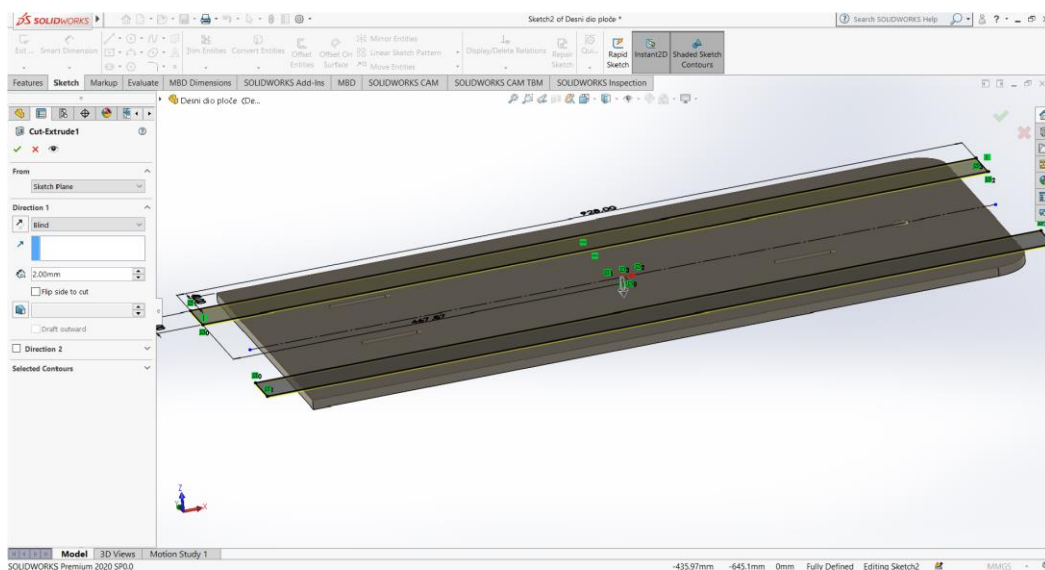 SOLIDWORKS
Sketch2 of Desni dio ploče *
Search SOLIDWORKS Help
Exit ... Smart Dimension
Trim Entities Convert Entities Offset Entities Offset On Surface
Mirror Entities
Linear Sketch Pattern
Move Entities
Display/Delete Relations
Repair Sketch
Qui...
Rapid Sketch
Instant2D
Shaded Sketch Contours
Features Sketch Markup Evaluate MBD Dimensions SOLIDWORKS Add-Ins MBD SOLIDWORKS CAM SOLIDWORKS CAM TBM SOLIDWORKS Inspection
Desni dio ploče (De...
Cut-Extrude1
From
Sketch Plane
Direction 1
Blind
2.00mm
Flip side to cut
Draft outward
Direction 2
Selected Contours
Z
X
Model 3D Views Motion Study 1
SOLIDWORKS Premium 2020 SP0.0
-435.97mm -645.1mm 0mm Fully Defined Editing Sketch2 MMGS